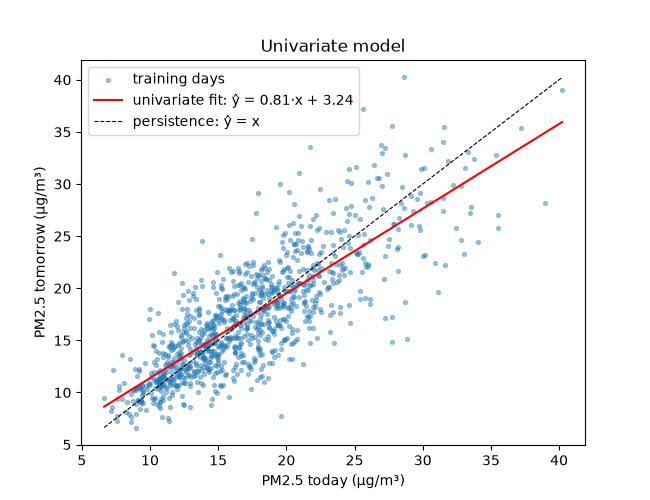 Univariate model
training days
univariate fit: ŷ = 0.81·x + 3.24
persistence: ŷ = x
PM2.5 tomorrow (µg/m³)
40
35
30
25
20
15
10
5
5 10 15 20 25 30 35 40
PM2.5 today (µg/m³)